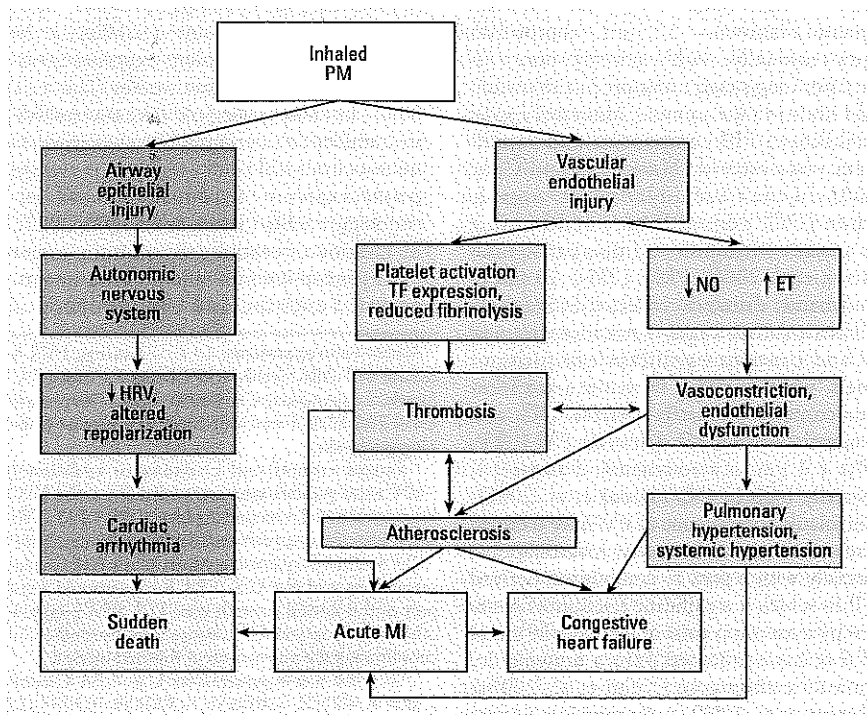 Inhaled
PM
Airway
epithelial
injury
Vascular
endothelial
injury
Autonomic
nervous
system
Platelet activation
TF expression,
reduced fibrinolysis
↓NO ↑ET
↓HRV,
altered
repolarization
Thrombosis
Vasoconstriction,
endothelial
dysfunction
Cardiac
arrhythmia
Atherosclerosis
Pulmonary
hypertension,
systemic hypertension
Sudden
death
Acute MI
Congestive
heart failure